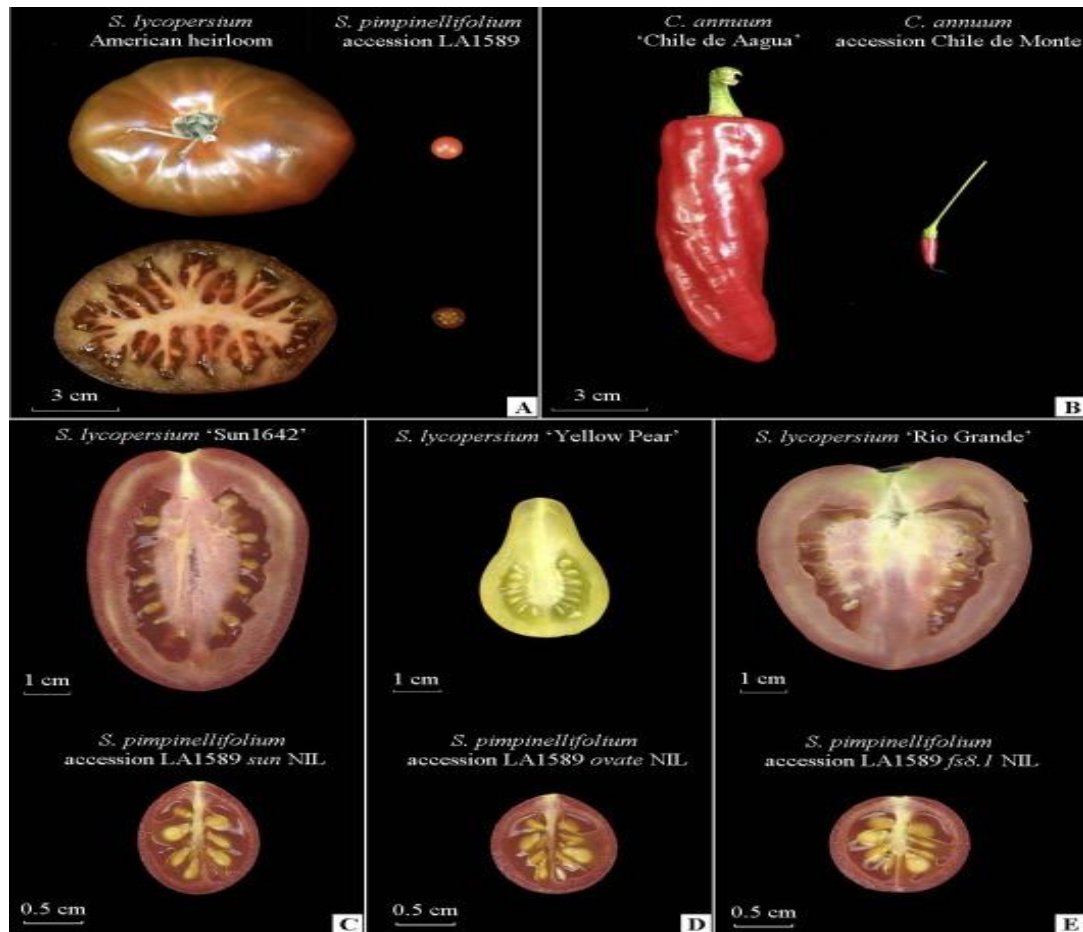 S. lycopersium
American heirloom
S. pimpinellifolium
accession LA1589
3 cm
A
C. annuum
‘Chile de Aagua’
C. annuum
accession Chile de Monte
3 cm
B
S. lycopersium ‘Sun1642’
1 cm
S. pimpinellifolium
accession LA1589 sun NIL
0.5 cm
C
S. lycopersium ‘Yellow Pear’
1 cm
S. pimpinellifolium
accession LA1589 ovate NIL
0.5 cm
D
S. lycopersium ‘Rio Grande’
1 cm
S. pimpinellifolium
accession LA1589 fs8.1 NIL
0.5 cm
E